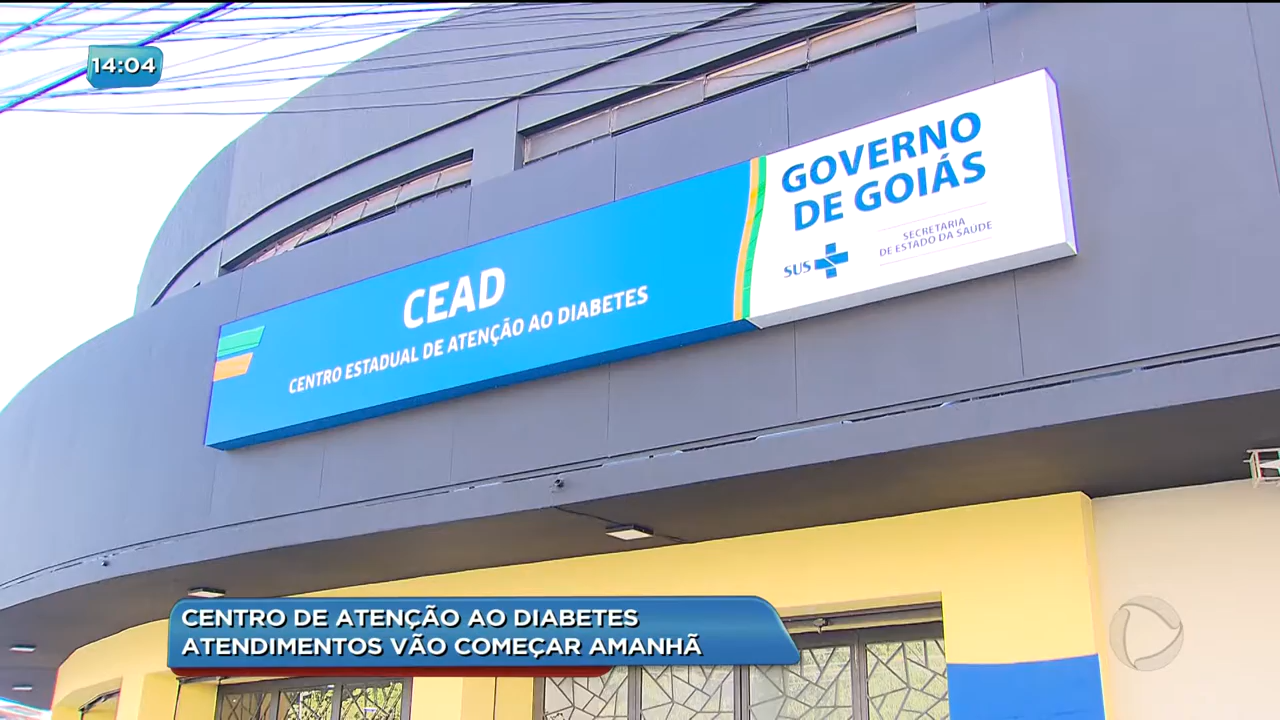 14:04
GOVERNO
DE GOIÁS
SUS
SECRETARIA
DE ESTADO DA SAUDE
CEAD
CENTRO ESTADUAL DE ATENÇÃO AO DIABETES
CENTRO DE ATENÇÃO AO DIABETES
ATENDIMENTOS VÃO COMEÇAR AMANHÃ